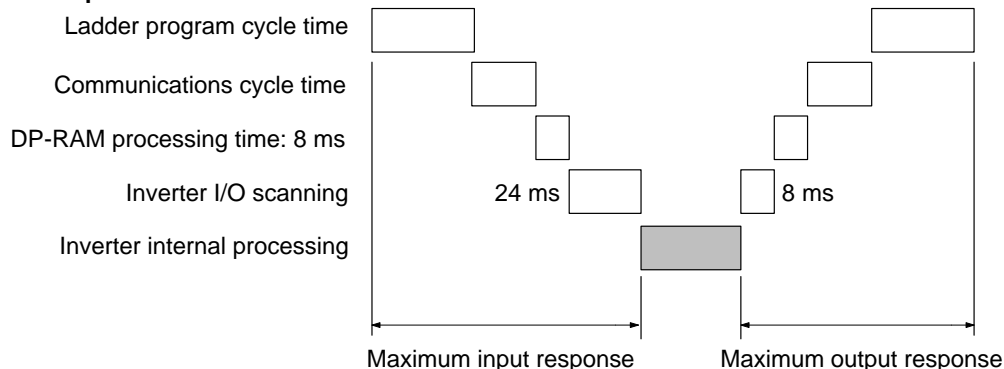 Ladder program cycle time
Communications cycle time
DP-RAM processing time: 8 ms
Inverter I/O scanning
24 ms
8 ms
Inverter internal processing
Maximum input response
Maximum output response